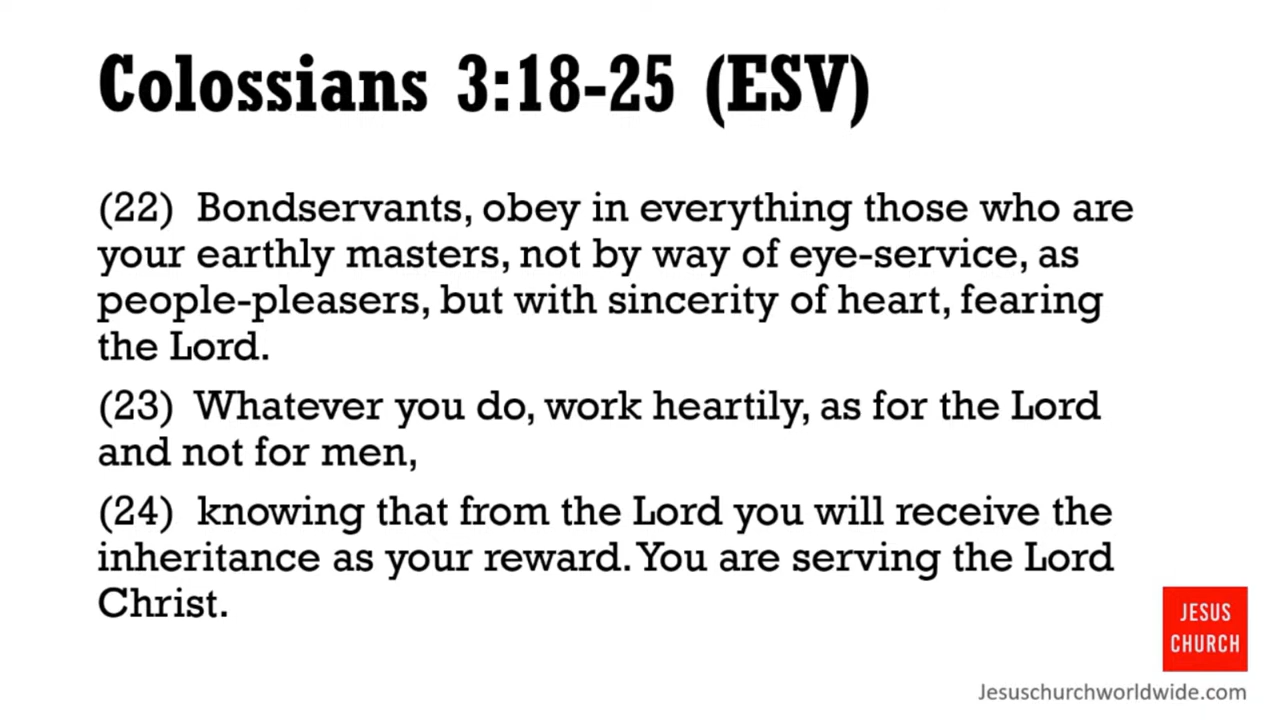 Colossians 3:18-25 (ESV)
(22) Bondservants, obey in everything those who are
your earthly masters, not by way of eye-service, as
people-pleasers, but with sincerity of heart, fearing
the Lord.
(23) Whatever you do, work heartily, as for the Lord
and not for men,
(24) knowing that from the Lord you will receive the
inheritance as your reward. You are serving the Lord
Christ.
JESUS
CHURCH
Jesuschurchworldwide.com